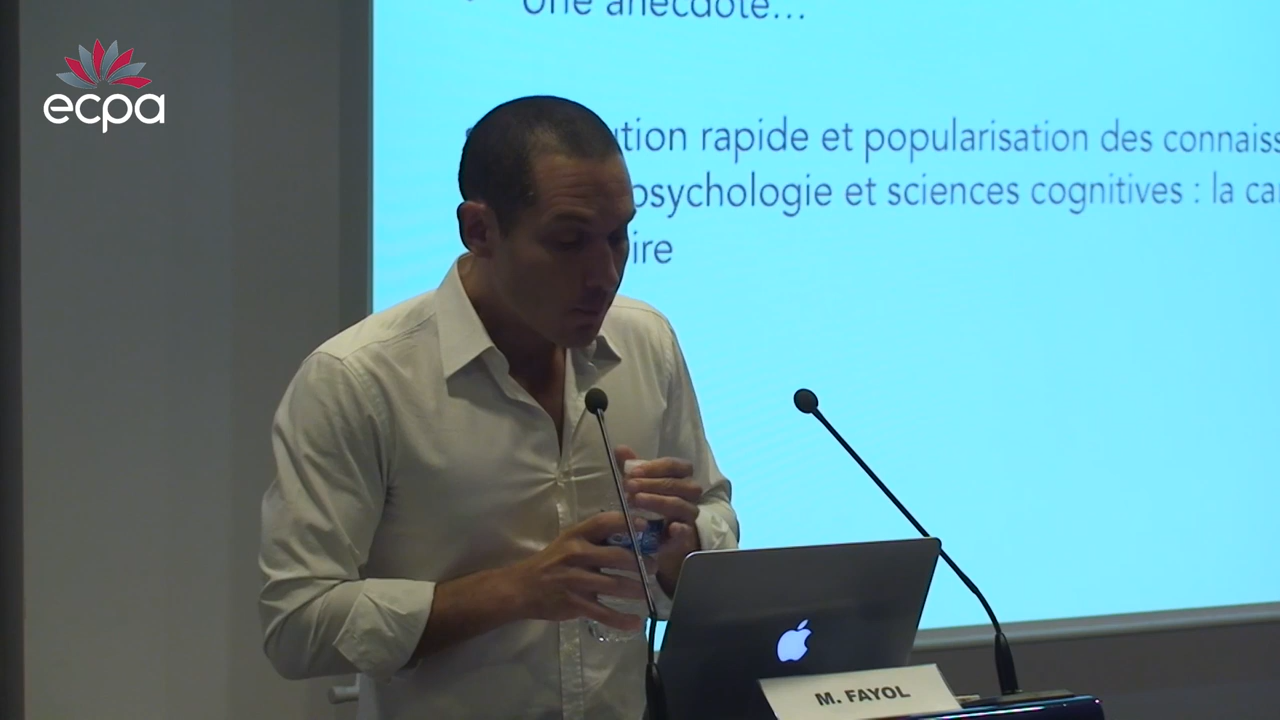 ecpa
Une anecdote...
ution rapide et popularisation des connaiss
psychologie et sciences cognitives : la ca
ire
M. FAYOL